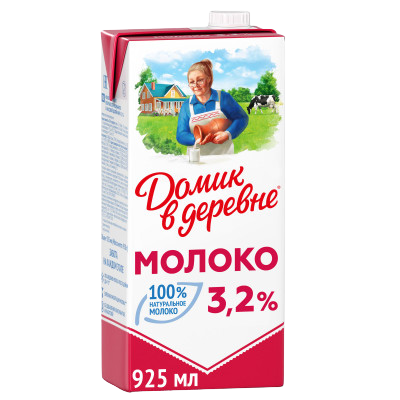 Домик
в деревне®
МОЛОКО
100%
НАТУРАЛЬНОЕ
МОЛОКО
3,2%
925 мл